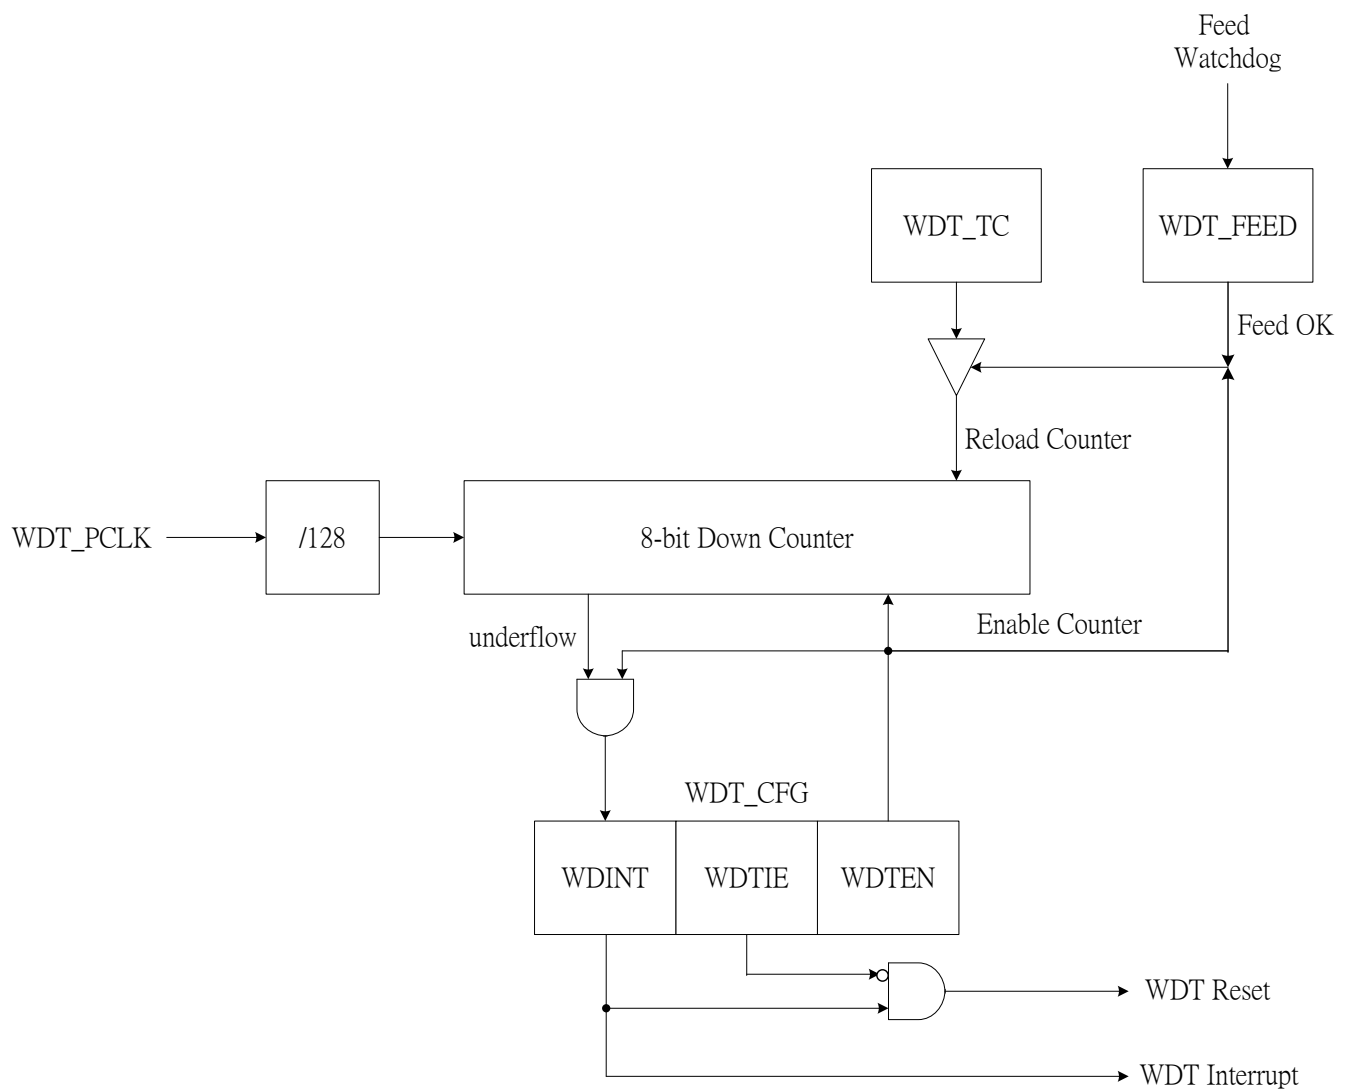 Feed
Watchdog
WDT_TC
WDT_FEED
Feed OK
Reload Counter
WDT_PCLK
/128
8-bit Down Counter
underflow
Enable Counter
WDT_CFG
WDINT
WDTIE
WDTEN
WDT Reset
WDT Interrupt